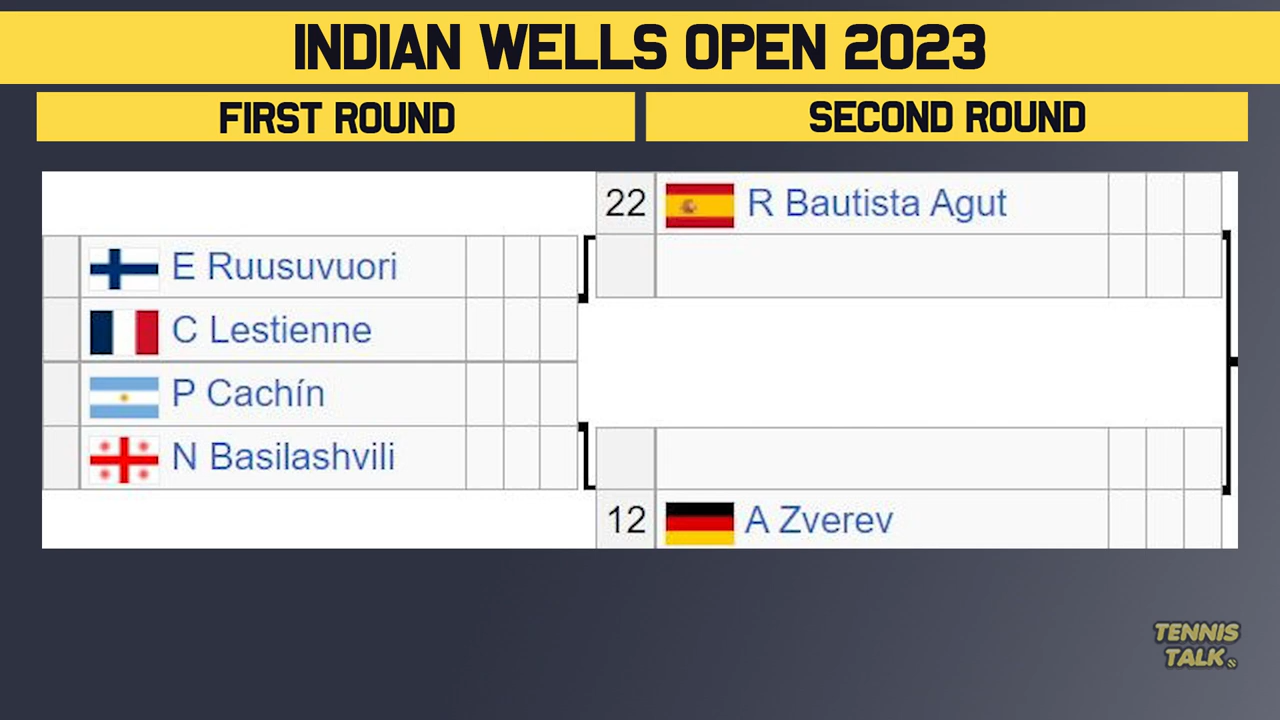 INDIAN WELLS OPEN 2023
FIRST ROUND
SECOND ROUND
22 R Bautista Agut
E Ruusuvuori
C Lestienne
P Cachín
N Basilashvili
12 A Zverev
TENNIS
TALK